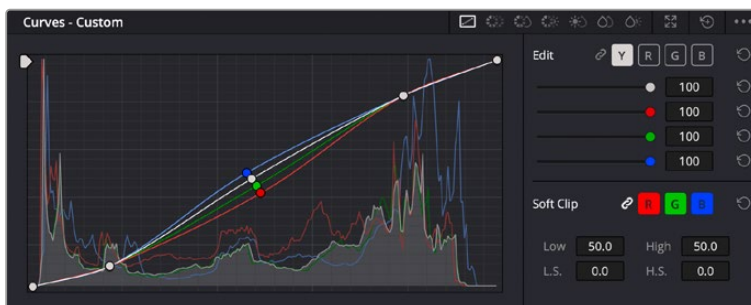 Curves - Custom
Edit Y R G B
100
100
100
100
Soft Clip R G B
Low 50.0 High 50.0
L.S. 0.0 H.S. 0.0